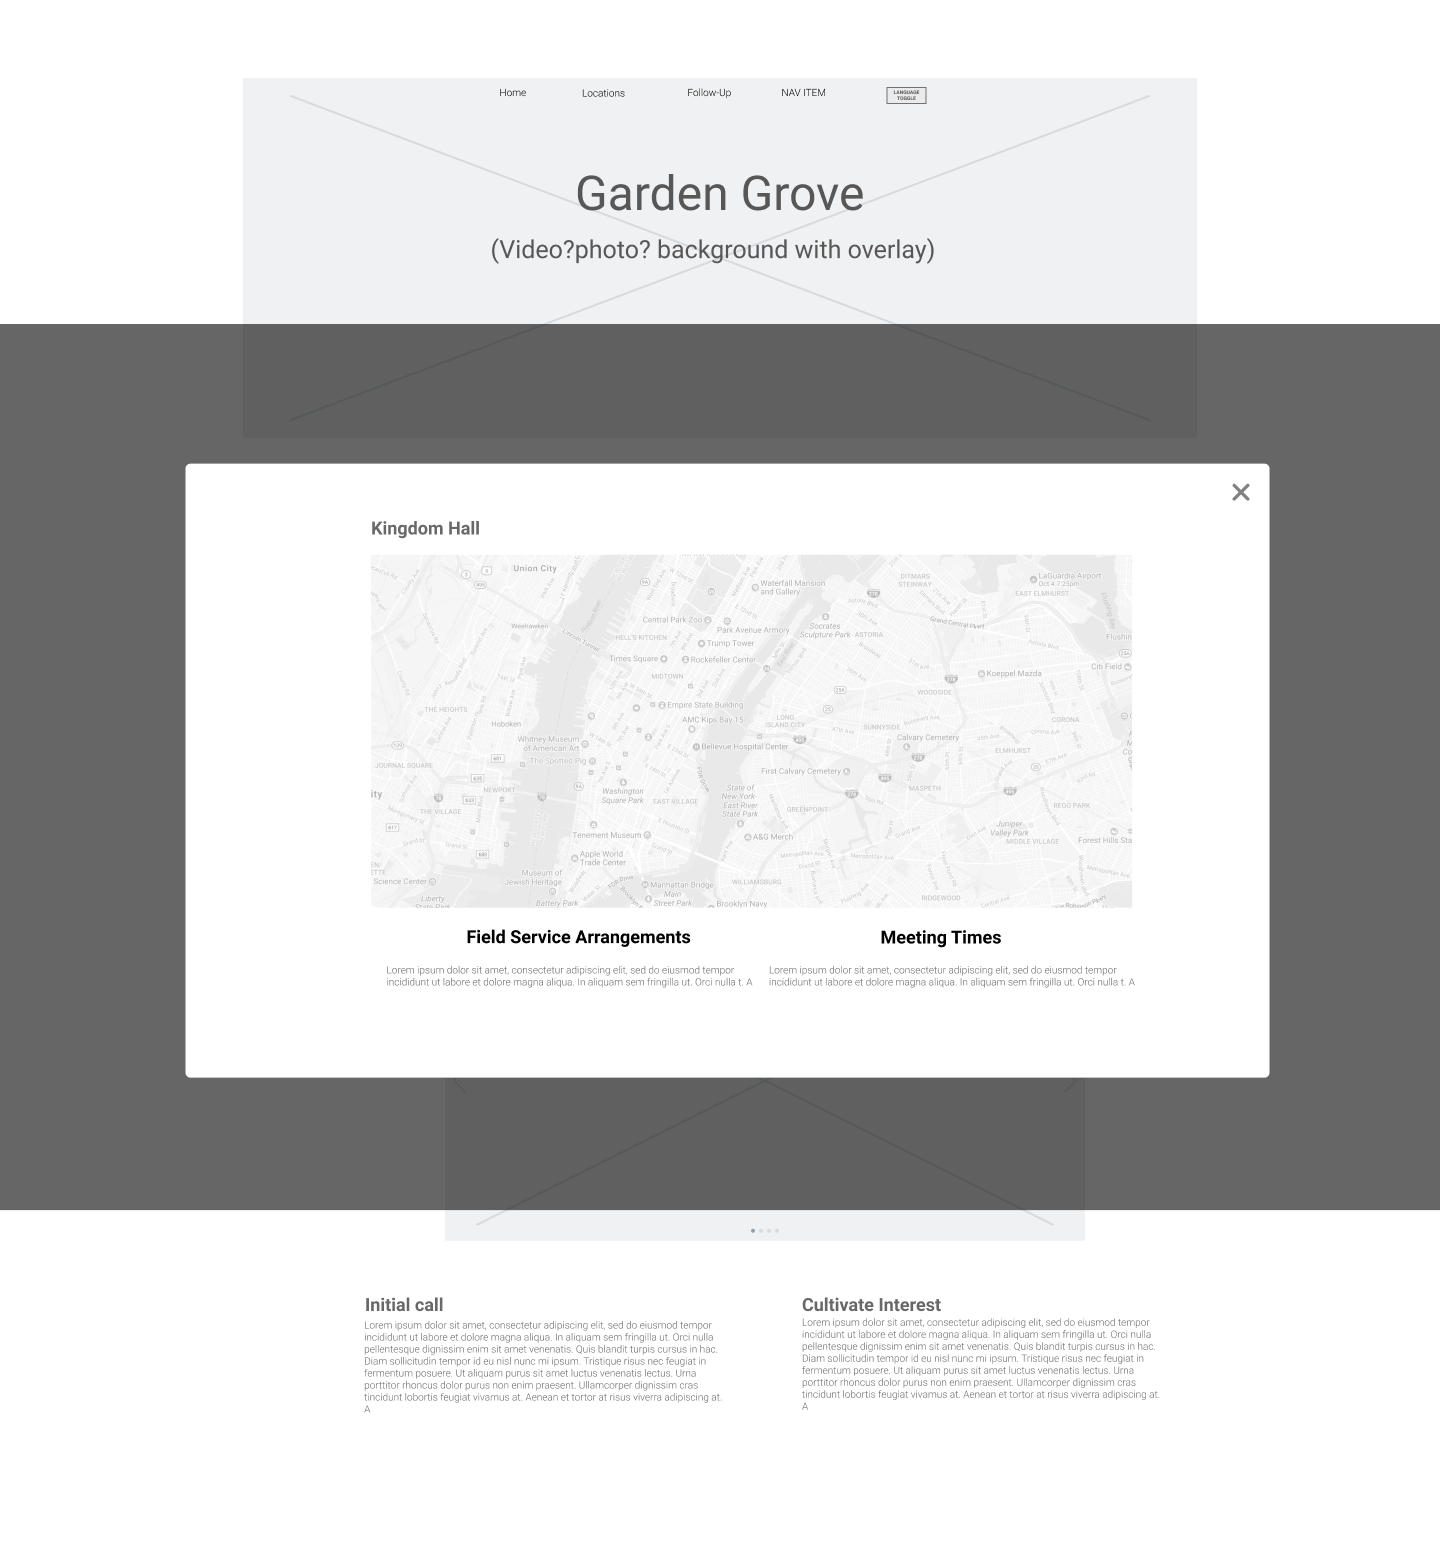 Home Locations Follow-Up NAV ITEM LANGUAGE TOGGLE
Garden Grove
(Video?photo? background with overlay)
Kingdom Hall
Union City
Waterfall Mansion
and Gallery
DITMARS
STEINWAY
LaGuardia Airport
Oct 4 7:25pm
EAST ELMHURST
Weehawken
Lincoln Tunnel
HELL'S KITCHEN
Central Park Zoo
Park Avenue Armory
Socrates
Sculpture Park
ASTORIA
Grand Central Pkwy
Flushin
Trump Tower
Times Square
Rockefeller Center
Citi Field
MIDTOWN
Koeppel Mazda
WOODSIDE
THE HEIGHTS
Empire State Building
Hoboken
AMC Kips Bay 15
LONG
ISLAND CITY
SUNNYSIDE
CORONA
Whitney Museum
of American Art
Bellevue Hospital Center
Calvary Cemetery
ELMHURST
The Spotted Pig
JOURNAL SQUARE
First Calvary Cemetery
NEWPORT
Washington
Square Park
EAST VILLAGE
State of
New York
East River
State Park
GREENPOINT
MASPETH
REGO PARK
THE VILLAGE
Juniper
Valley Park
MIDDLE VILLAGE
Forest Hills Sta
Tenement Museum
A&G Merch
Apple World
Trade Center
Science Center
Museum of
Jewish Heritage
Manhattan Bridge
WILLIAMSBURG
Liberty
State Park
Battery Park
Main
Street Park
Brooklyn Navy
RIDGEWOOD
Field Service Arrangements
Lorem ipsum dolor sit amet, consectetur adipiscing elit, sed do eiusmod tempor
incididunt ut labore et dolore magna aliqua. In aliquam sem fringilla ut. Orci nulla t. A
Meeting Times
Lorem ipsum dolor sit amet, consectetur adipiscing elit, sed do eiusmod tempor
incididunt ut labore et dolore magna aliqua. In aliquam sem fringilla ut. Orci nulla t. A
Initial call
Lorem ipsum dolor sit amet, consectetur adipiscing elit, sed do eiusmod tempor
incididunt ut labore et dolore magna aliqua. In aliquam sem fringilla ut. Orci nulla
pellentesque dignissim enim sit amet venenatis. Quis blandit turpis cursus in hac.
Diam sollicitudin tempor id eu nisl nunc mi ipsum. Tristique risus nec feugiat in
fermentum posuere. Ut aliquam purus sit amet luctus venenatis lectus. Urna
porttitor rhoncus dolor purus non enim praesent. Ullamcorper dignissim cras
tincidunt lobortis feugiat vivamus at. Aenean et tortor at risus viverra adipiscing at.
A
Cultivate Interest
Lorem ipsum dolor sit amet, consectetur adipiscing elit, sed do eiusmod tempor
incididunt ut labore et dolore magna aliqua. In aliquam sem fringilla ut. Orci nulla
pellentesque dignissim enim sit amet venenatis. Quis blandit turpis cursus in hac.
Diam sollicitudin tempor id eu nisl nunc mi ipsum. Tristique risus nec feugiat in
fermentum posuere. Ut aliquam purus sit amet luctus venenatis lectus. Urna
porttitor rhoncus dolor purus non enim praesent. Ullamcorper dignissim cras
tincidunt lobortis feugiat vivamus at. Aenean et tortor at risus viverra adipiscing at.
A